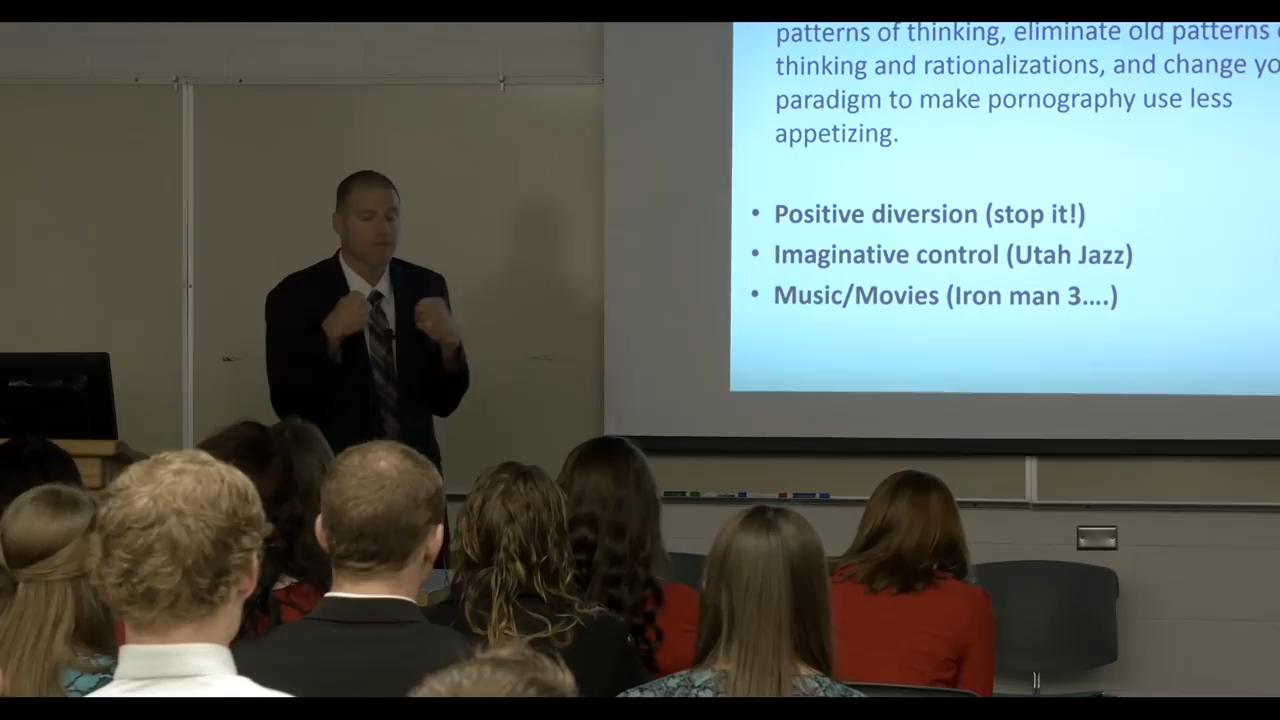 patterns of thinking, eliminate old patterns
thinking and rationalizations, and change
paradigm to make pornography use less
appetizing.
• Positive diversion (stop it!)
• Imaginative control (Utah Jazz)
• Music/Movies (Iron man 3....)